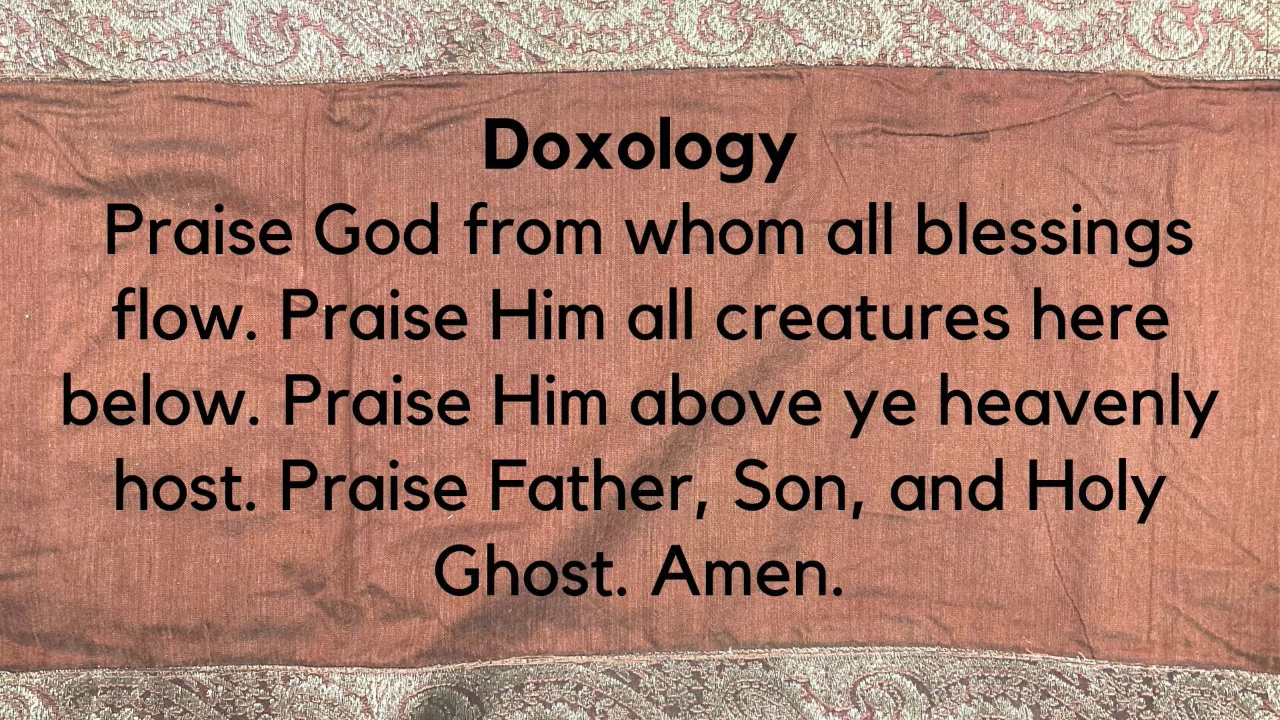 Doxology
Praise God from whom all blessings
flow. Praise Him all creatures here
below. Praise Him above ye heavenly
host. Praise Father, Son, and Holy
Ghost. Amen.